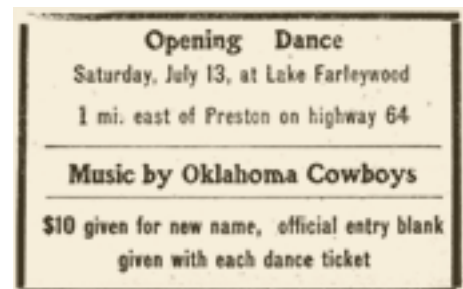 Opening Dance
Saturday, July 13, at Lake Farleywood
1 mi. east of Preston on highway 64
Music by Oklahoma Cowboys
$10 given for new name, official entry blank
given with each dance ticket